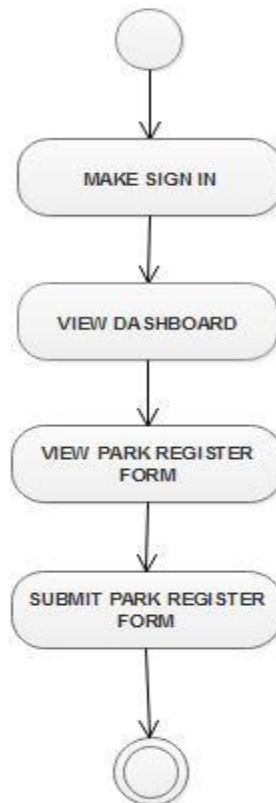 MAKE SIGN IN
VIEW DASHBOARD
VIEW PARK REGISTER
FORM
SUBMIT PARK REGISTER
FORM